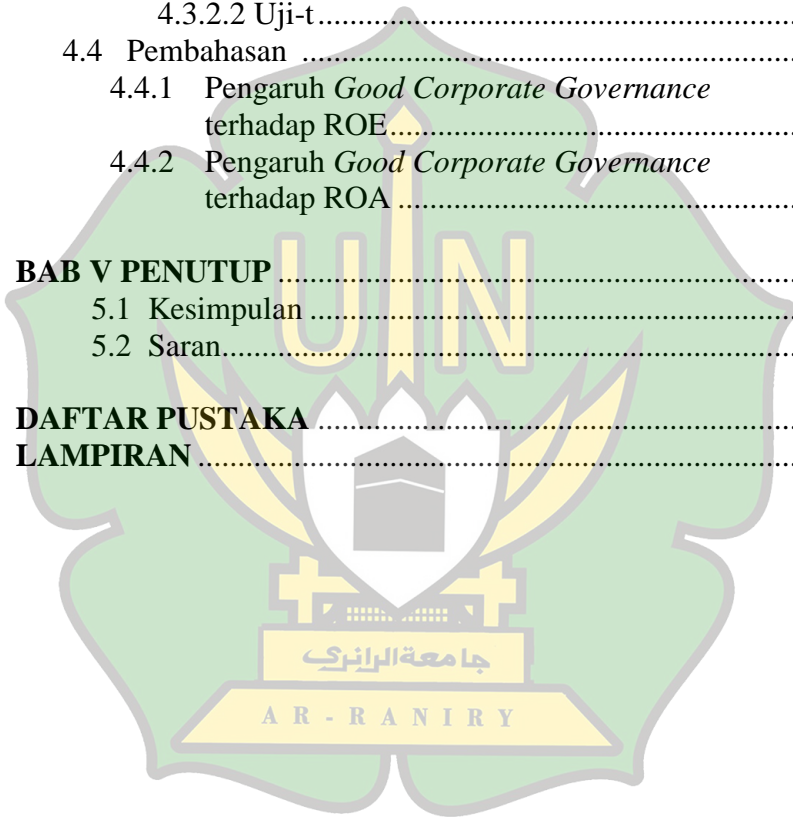 4.3.2.2 Uji-t............................................................
4.4 Pembahasan ............................................................
4.4.1 Pengaruh Good Corporate Governance
terhadap ROE............................................................
4.4.2 Pengaruh Good Corporate Governance
terhadap ROA ............................................................
BAB V PENUTUP ............................................................
5.1 Kesimpulan ............................................................
5.2 Saran............................................................
DAFTAR PUSTAKA ............................................................
LAMPIRAN ............................................................
UIN
جامعةالرانري
AR-RANIRY